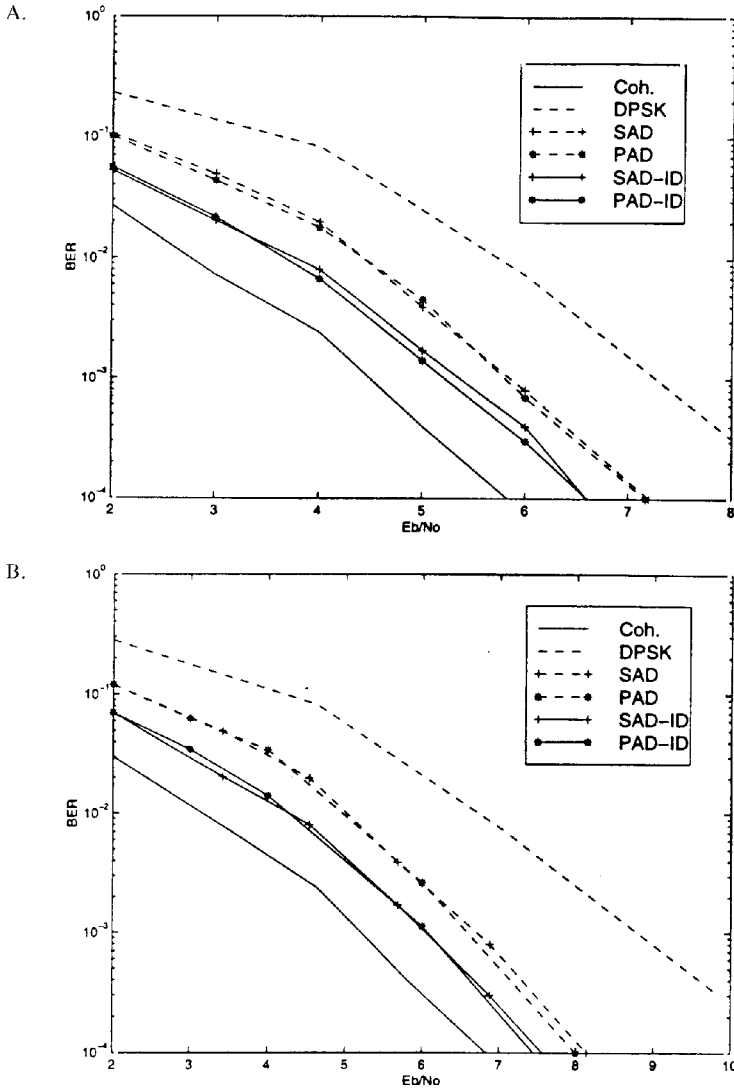 A.
10^0
Coh.
DPSK
SAD
PAD
SAD-ID
PAD-ID
10^-1
BER
10^-2
10^-3
10^-4
2 3 4 5 6 7 8
Eb/No
B.
10^0
Coh.
DPSK
SAD
PAD
SAD-ID
PAD-ID
10^-1
BER
10^-2
10^-3
10^-4
2 3 4 5 6 7 8 9 10
Eb/No